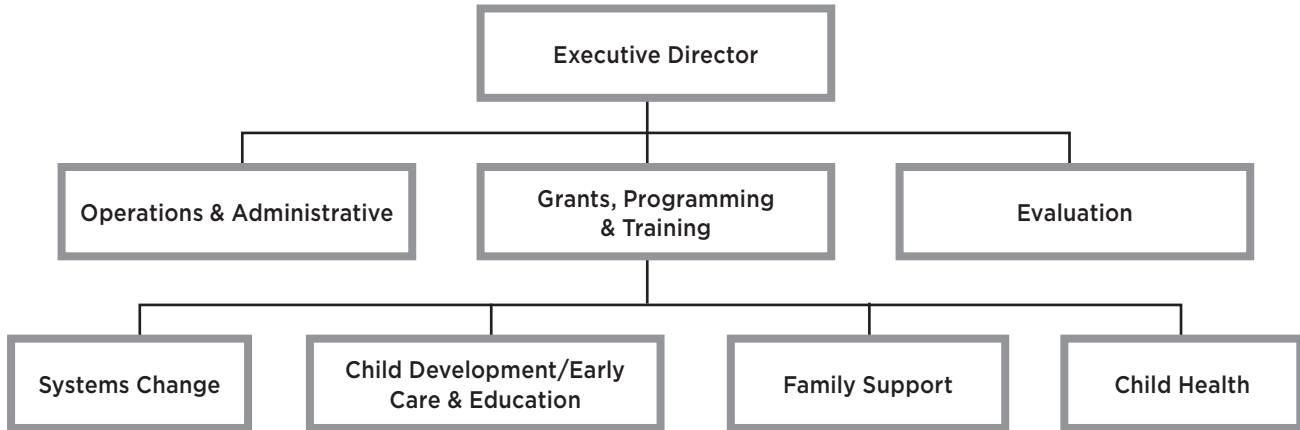 Executive Director
Operations & Administrative
Grants, Programming
& Training
Evaluation
Systems Change
Child Development/Early
Care & Education
Family Support
Child Health